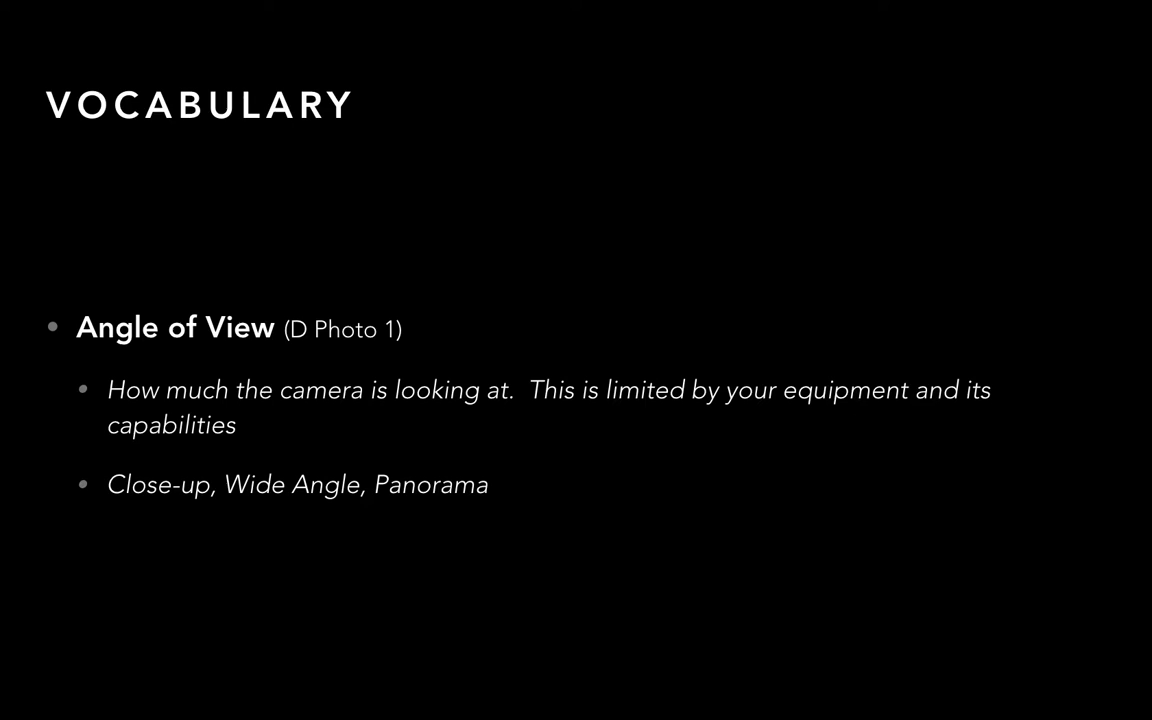 VOCABULARY
• Angle of View (D Photo 1)
• How much the camera is looking at.  This is limited by your equipment and its
capabilities
• Close-up, Wide Angle, Panorama